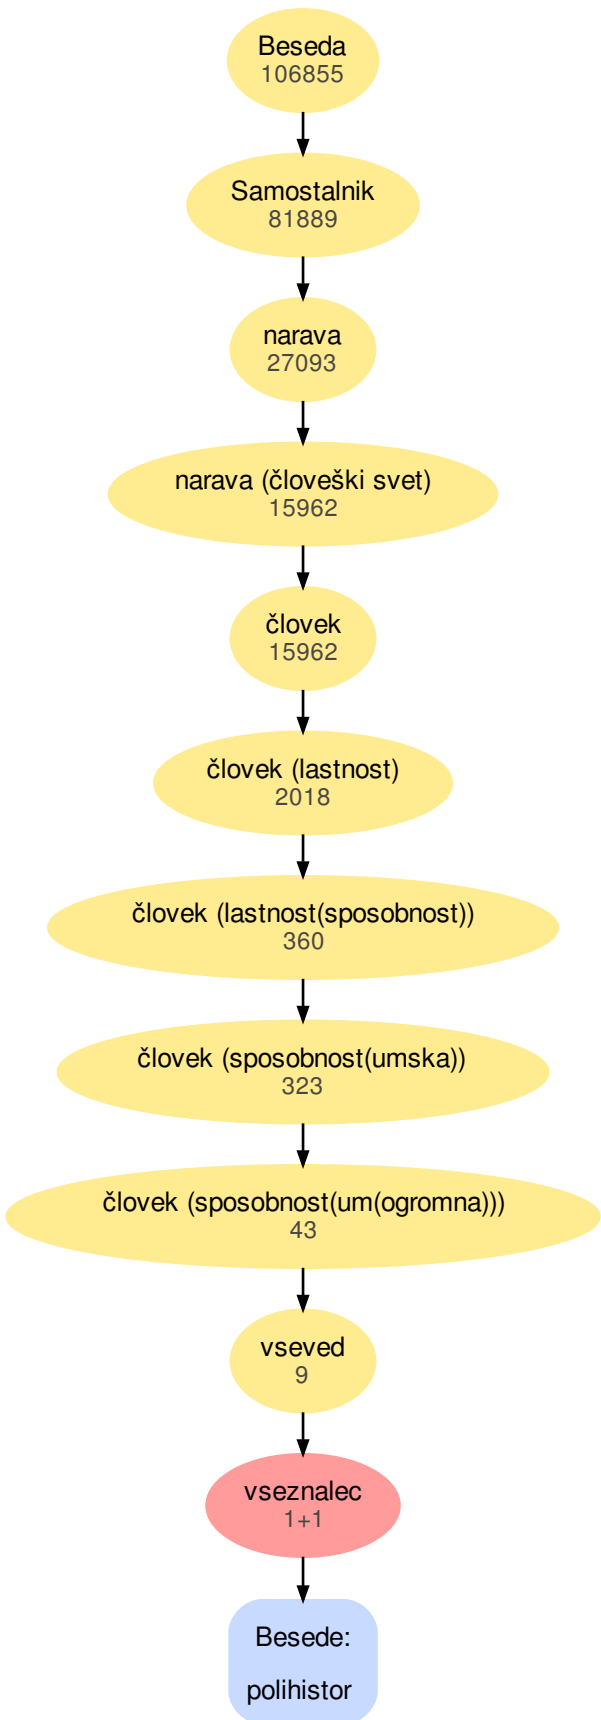 Beseda
106855
Samostalnik
81889
narava
27093
narava (človeški svet)
15962
človek
15962
človek (lastnost)
2018
človek (lastnost(sposobnost))
360
človek (sposobnost(umska))
323
človek (sposobnost(um(ogromna)))
43
vseved
9
vseznalec
1+1
Besede:
polihistor